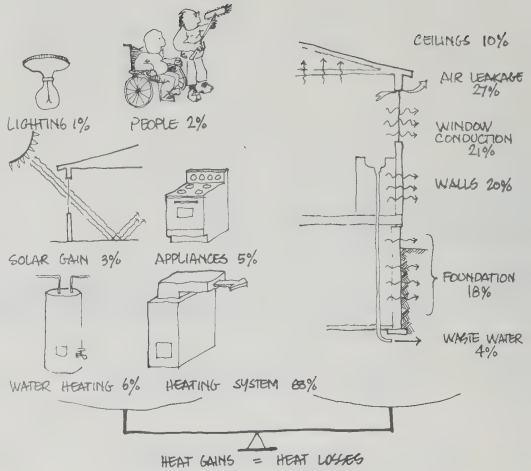 LIGHTING 1%
PEOPLE 2%
SOLAR GAIN 3%
APPLIANCES 5%
WATER HEATING 6%
HEATING SYSTEM 83%
CEILINGS 10%
AIR LEAKAGE
27%
WINDOW
CONDUCTION
21%
WALLS 20%
FOUNDATION
18%
WASTE WATER
4%
HEAT GAINS = HEAT LOSSES